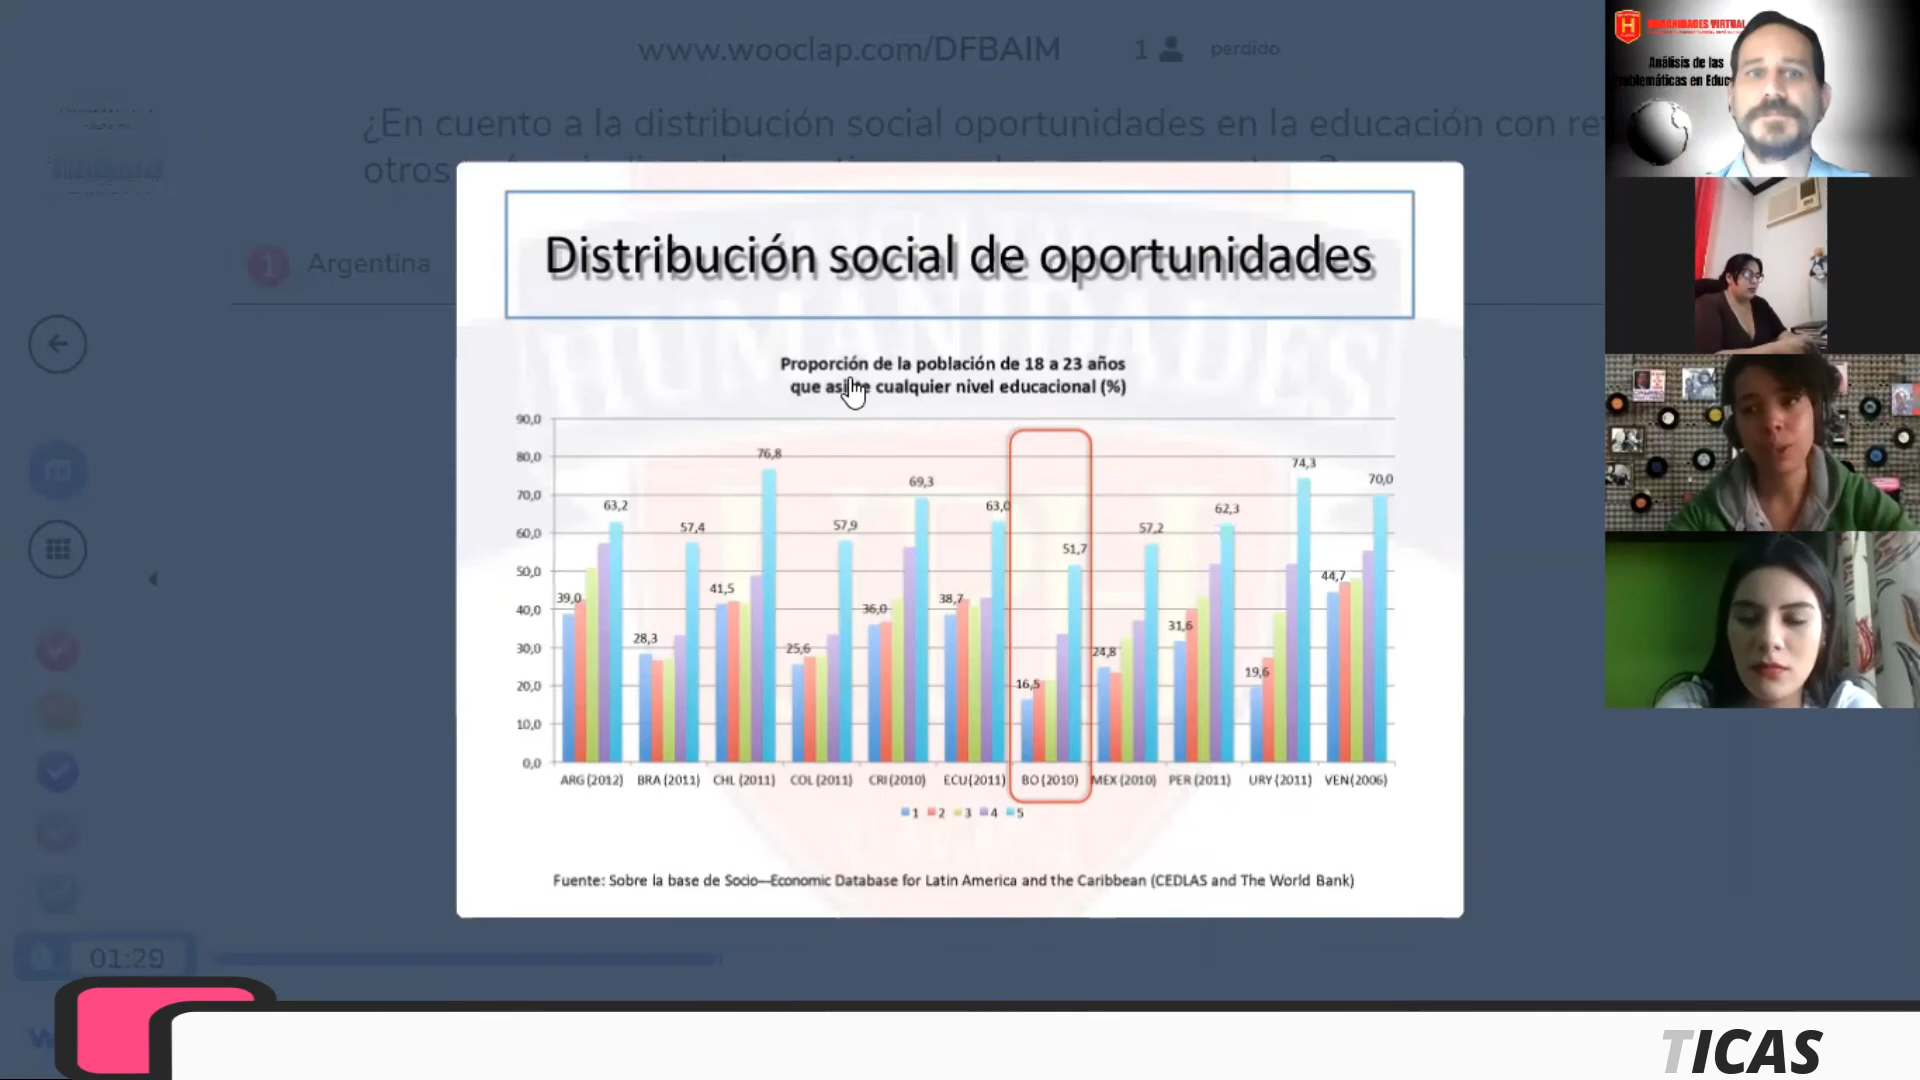 www.wooclap.com/DFBAIM
1
perdido
¿En cuento a la distribución social oportunidades en la educación con
otros
1 Argentina
Distribución social de oportunidades
HUMANIDADES
Proporción de la población de 18 a 23 años
que cualquier nivel educacional (%)
90,0
80,0
70,0
60,0
50,0
40,0
30,0
20,0
10,0
0,0
39,0 63,2
28,3 57,4
41,5 76,8
25,6 57,9
36,0 69,3
38,7 63,0
16,5 51,7
24,8 57,2
31,6 62,3
19,6 74,3
44,7 70,0
ARG (2012) BRA (2011) CHL (2011) COL (2011) CRI (2010) ECU (2011) BO (2010) MEX (2010) PER (2011) URY (2011) VEN (2006)
1 2 3 4 5
Fuente: Sobre la base de Socio—Economic Database for Latin America and the Caribbean (CEDLAS and The World Bank)
01:29
HUMANIDADES VIRTUAL
Análisis de las
TICAS